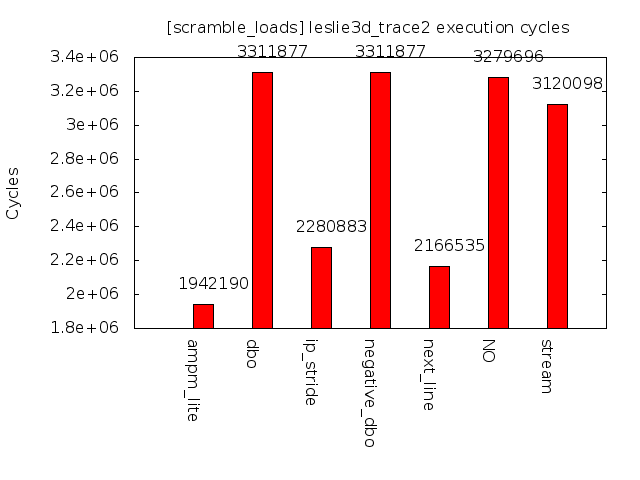 [scramble_loads] leslie3d_trace2 execution cycles
3.4e+06
3.2e+06
3e+06
2.8e+06
2.6e+06
2.4e+06
2.2e+06
2e+06
1.8e+06
Cycles
1942190
3311877
2280883
3311877
2166535
3279696
3120098
ampm_lite
dbo
ip_stride
negative_dbo
next_line
NO
stream